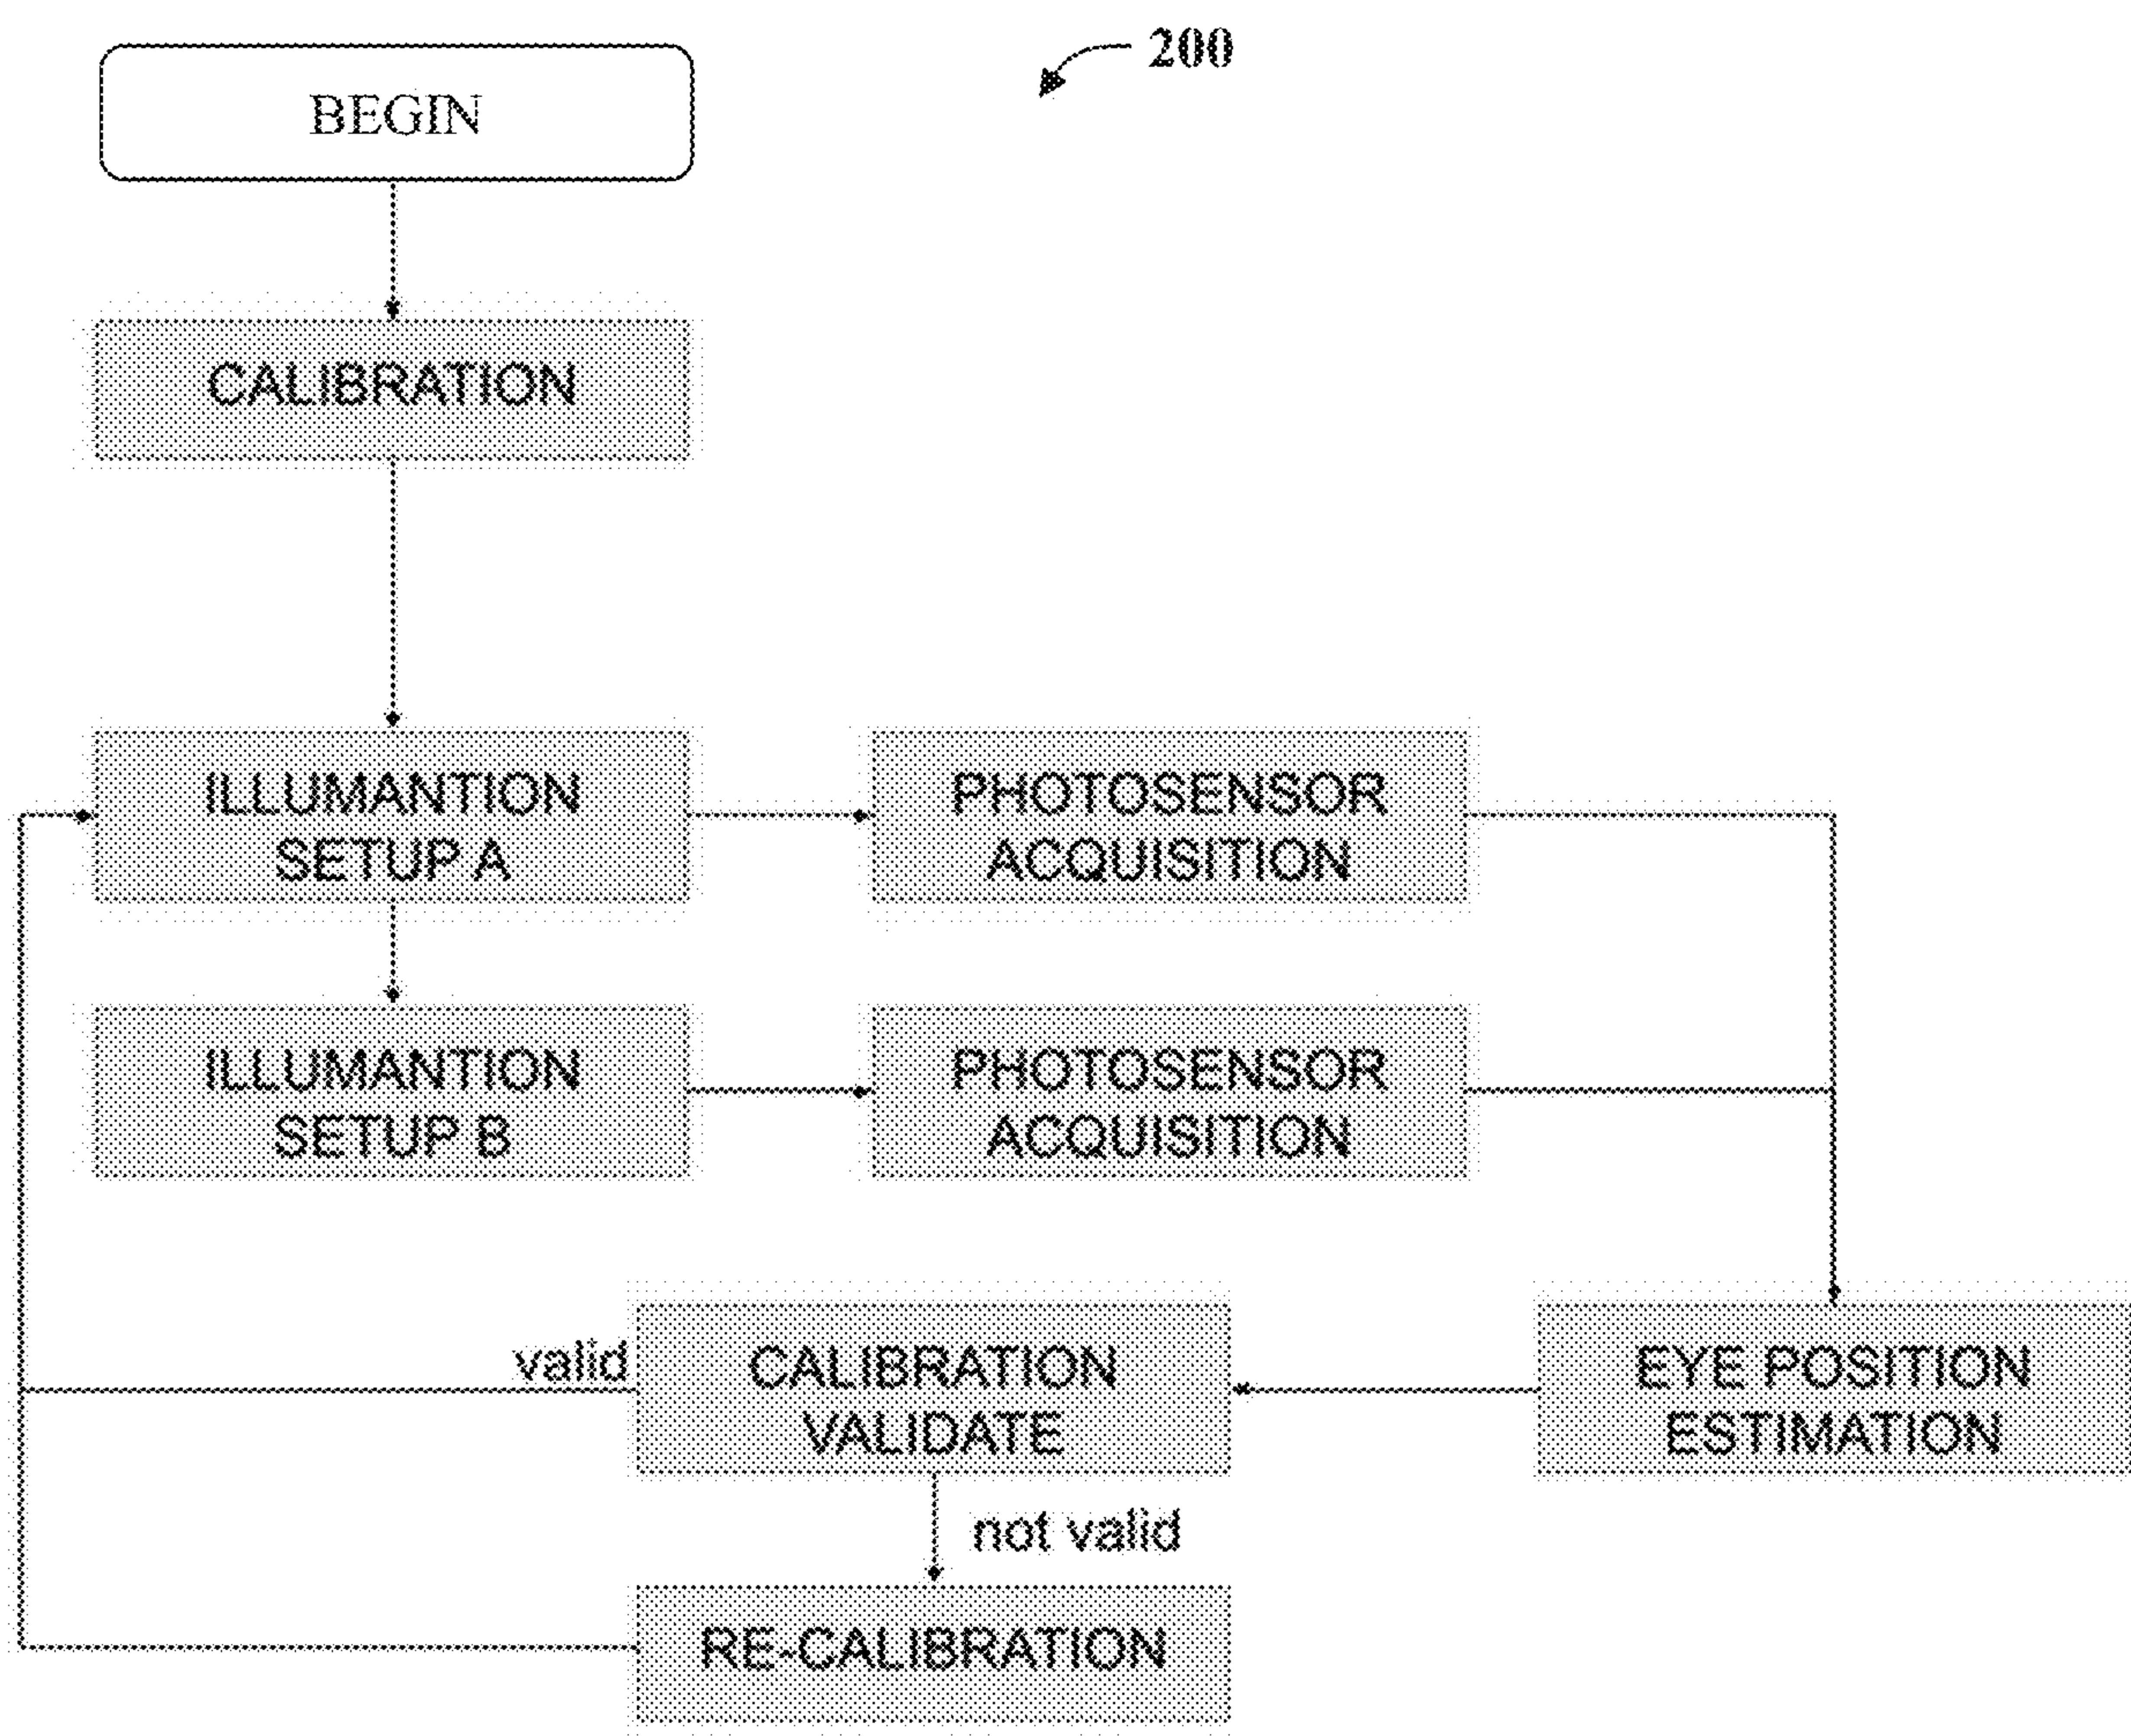 200
BEGIN
CALIBRATION
ILLUMANTION
SETUP A
PHOTOSENSOR
ACQUISITION
ILLUMANTION
SETUP B
PHOTOSENSOR
ACQUISITION
valid
CALIBRATION
VALIDATE
EYE POSITION
ESTIMATION
not valid
RE-CALIBRATION